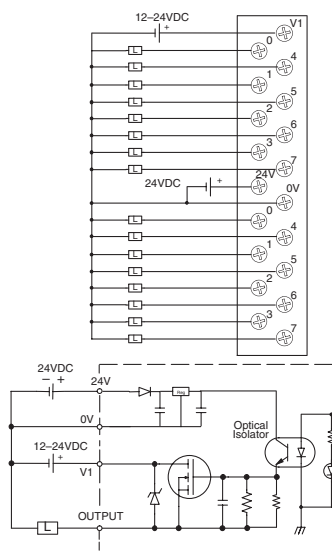 12–24VDC
V1
L 0
L 4
L 1
L 5
L 2
L 6
L 3
L 7
24VDC + 24V
0V
L 0
L 4
L 1
L 5
L 2
L 6
L 3
L 7
24VDC
− + 24V
Reg
0V
Optical
Isolator
12–24VDC
+ V1
OUTPUT
L